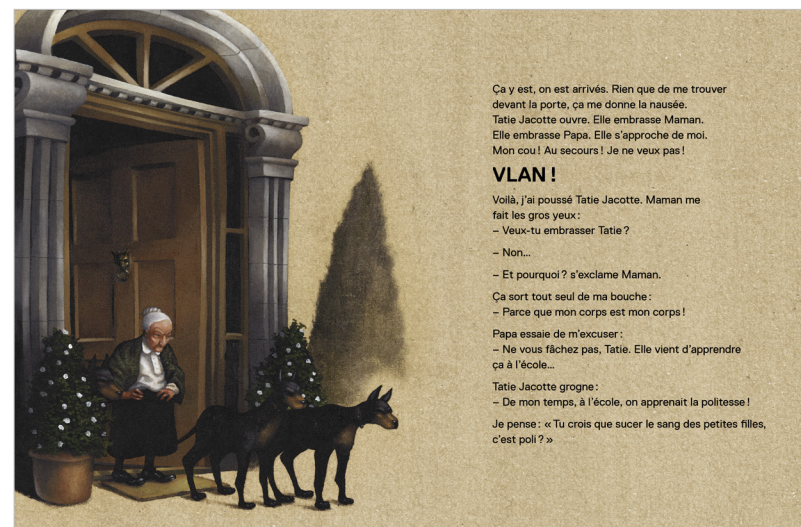 Ça y est, on est arrivés. Rien que de me trouver
devant la porte, ça me donne la nausée.
Tatie Jacotte ouvre. Elle embrasse Maman.
Elle embrasse Papa. Elle s’approche de moi.
Mon cou ! Au secours ! Je ne veux pas !
VLAN !
Voilà, j’ai poussé Tatie Jacotte. Maman me
fait les gros yeux :
– Veux-tu embrasser Tatie ?
– Non...
– Et pourquoi ? s’exclame Maman.
Ça sort tout seul de ma bouche :
– Parce que mon corps est mon corps !
Papa essaie de m’excuser :
– Ne vous fâchez pas, Tatie. Elle vient d’apprendre
ça à l’école...
Tatie Jacotte grogne :
– De mon temps, à l’école, on apprenait la politesse !
Je pense : « Tu crois que sucer le sang des petites filles,
c’est poli ? »